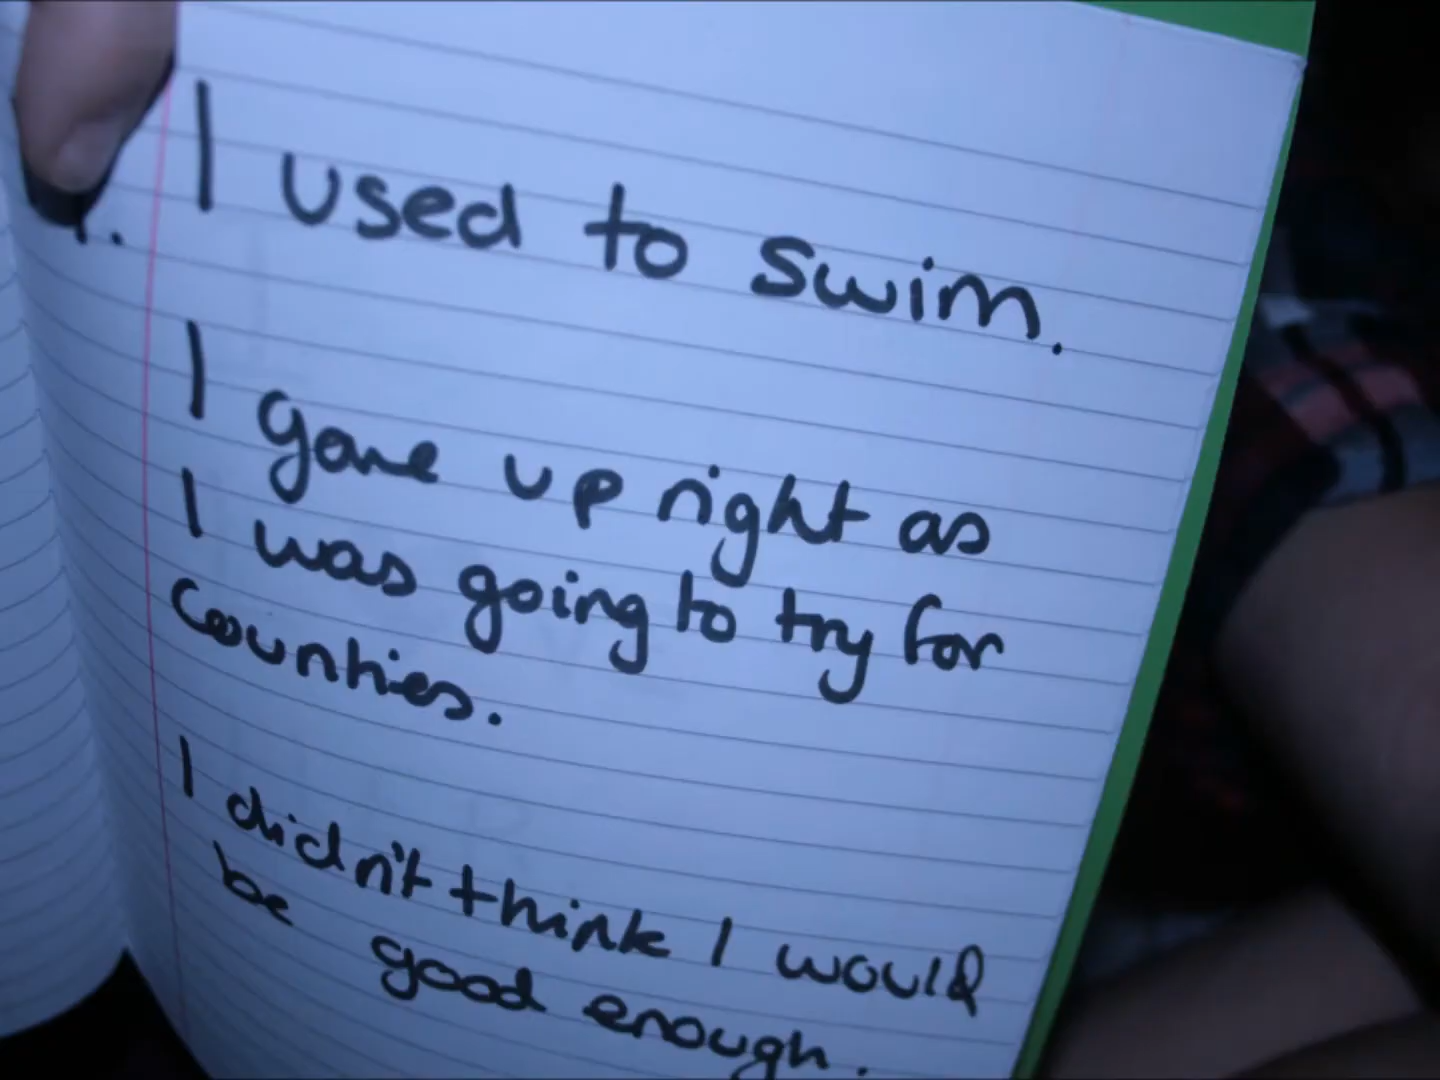 I used to swim.
I gave up right as
I was going to try for
Counties.
I didn't think I would
be good enough.